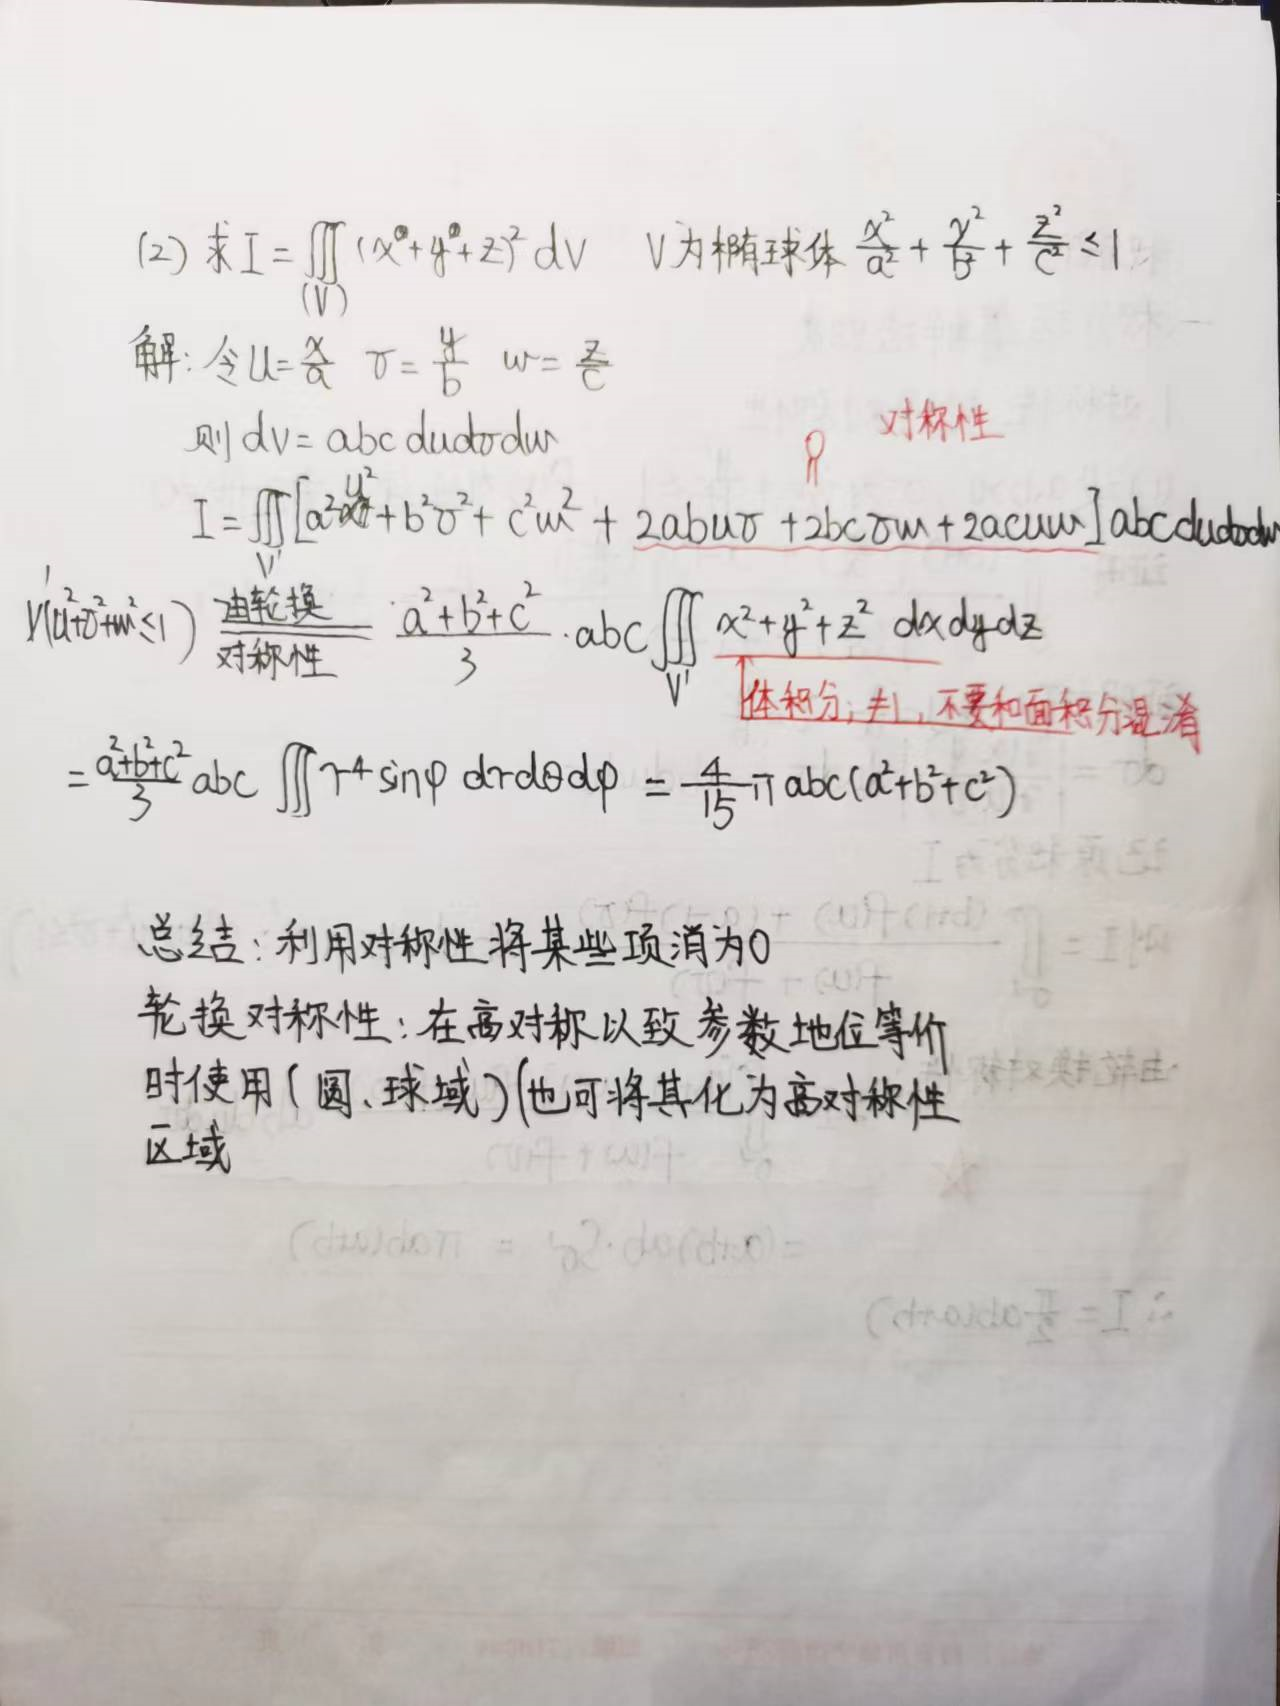 (2) 求I=∭(V) (x+y+z)² dV V为椭球体 x²/a² + y²/b² + z²/c² ≤1
解: 令u=x/a v=y/b w=z/c
则dV=abc dudvdw
对称性
I=∭V' [a²u²+b²v²+c²w²+2abuv+2bcvw+2acuw]abcdudvdw
V'(u²+v²+w²≤1) 由轮换对称性 = (a²+b²+c²)/3 · abc ∭V' x²+y²+z² dxdydz
体积分,≠1,不要和面积分混淆
= (a²+b²+c²)/3 abc ∭ r⁴ sinφ drdθdφ = 4/15 π abc(a²+b²+c²)
总结:利用对称性将某些项消为0
轮换对称性:在高对称以致参数地位等价
时使用(圆、球域)(也可将其化为高对称性
区域